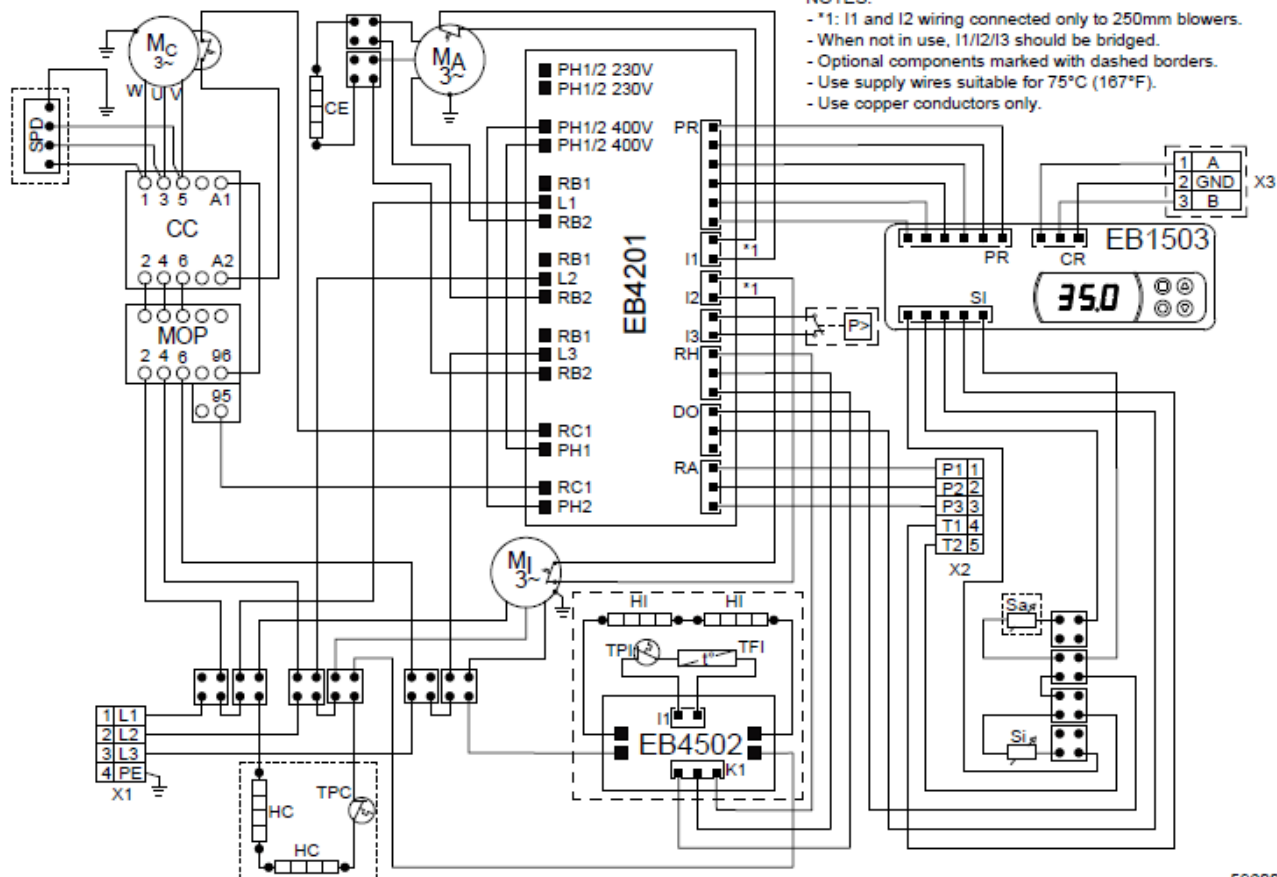 NOTES:
- *1: I1 and I2 wiring connected only to 250mm blowers.
- When not in use, I1/I2/I3 should be bridged.
- Optional components marked with dashed borders.
- Use supply wires suitable for 75°C (167°F).
- Use copper conductors only.
MC
3~
W U V
SPD
1 3 5 A1
CC
2 4 6 A2
MOP
2 4 6 96
95
CE
MA
3~
EB4201
PH1/2 230V
PH1/2 230V
PH1/2 400V
PH1/2 400V
RB1
L1
RB2
RB1
L2
RB2
RB1
L3
RB2
RC1
PH1
RC1
PH2
PR
*1
I1
*1
I2
I3
RH
DO
RA
P>
1 A
2 GND
3 B
X3
EB1503
PR
CR
SI
35.0
P1 1
P2 2
P3 3
T1 4
T2 5
X2
Sa
Si
MI
3~
HI
HI
TPI
t°
TFI
I1
EB4502
K1
1 L1
2 L2
3 L3
4 PE
X1
TPC
HC
HC